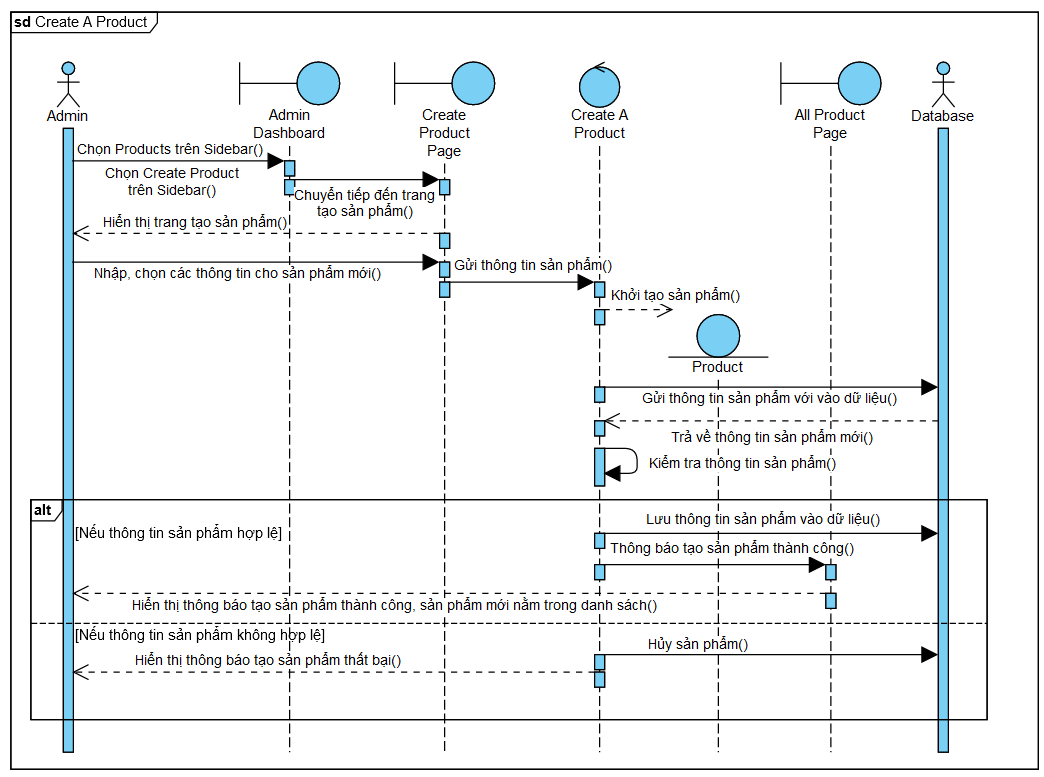 sd Create A Product
Admin
Admin
Dashboard
Create
Product
Page
Create A
Product
All Product
Page
Database
Chọn Products trên Sidebar()
Chọn Create Product
trên Sidebar()
Chuyển tiếp đến trang
tạo sản phẩm()
Hiển thị trang tạo sản phẩm()
Nhập, chọn các thông tin cho sản phẩm mới()
Gửi thông tin sản phẩm()
Khởi tạo sản phẩm()
Product
Gửi thông tin sản phẩm với vào dữ liệu()
Trả về thông tin sản phẩm mới()
Kiểm tra thông tin sản phẩm()
alt
[Nếu thông tin sản phẩm hợp lệ]
Lưu thông tin sản phẩm vào dữ liệu()
Thông báo tạo sản phẩm thành công()
Hiển thị thông báo tạo sản phẩm thành công, sản phẩm mới nằm trong danh sách()
[Nếu thông tin sản phẩm không hợp lệ]
Hủy sản phẩm()
Hiển thị thông báo tạo sản phẩm thất bại()